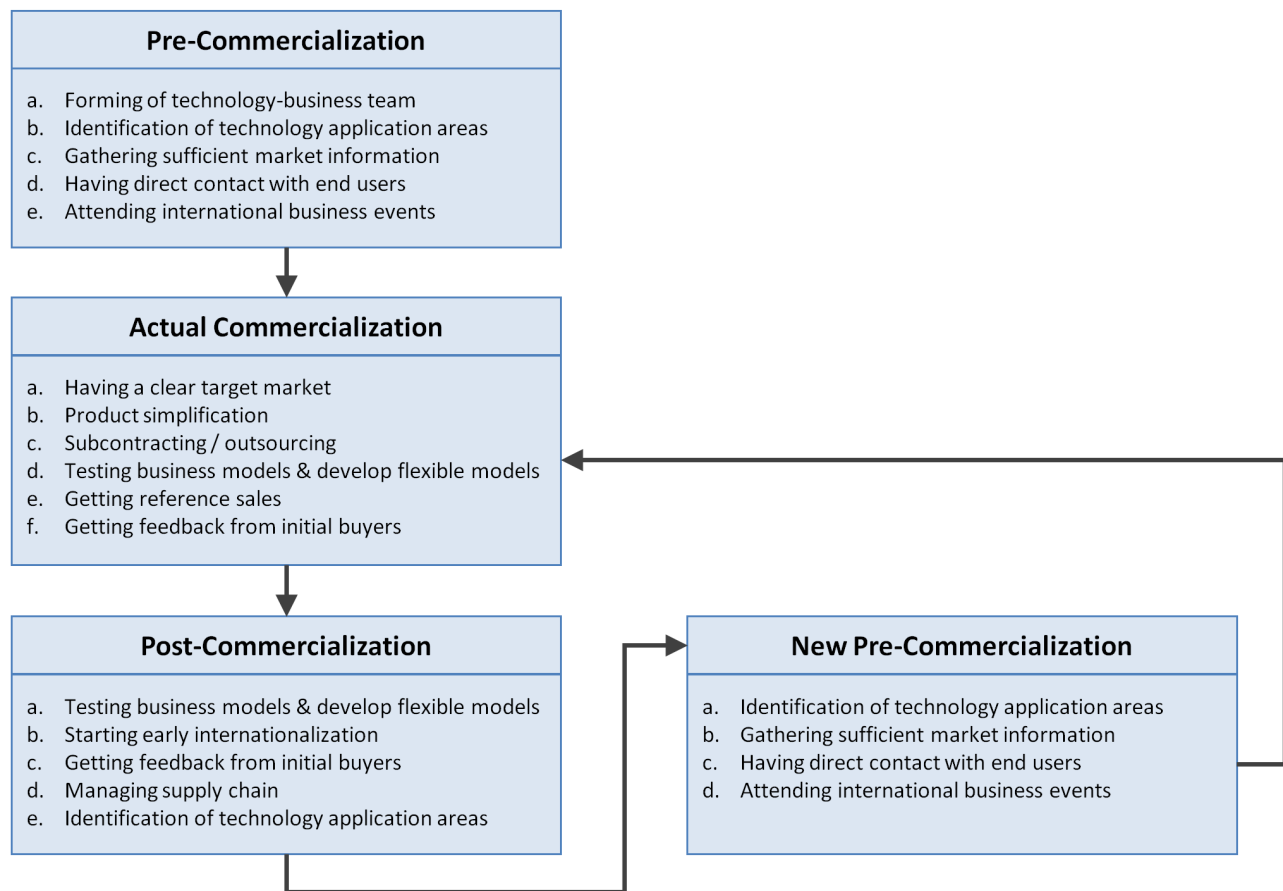 Pre-Commercialization
a. Forming of technology-business team
b. Identification of technology application areas
c. Gathering sufficient market information
d. Having direct contact with end users
e. Attending international business events
Actual Commercialization
a. Having a clear target market
b. Product simplification
c. Subcontracting / outsourcing
d. Testing business models & develop flexible models
e. Getting reference sales
f. Getting feedback from initial buyers
Post-Commercialization
a. Testing business models & develop flexible models
b. Starting early internationalization
c. Getting feedback from initial buyers
d. Managing supply chain
e. Identification of technology application areas
New Pre-Commercialization
a. Identification of technology application areas
b. Gathering sufficient market information
c. Having direct contact with end users
d. Attending international business events